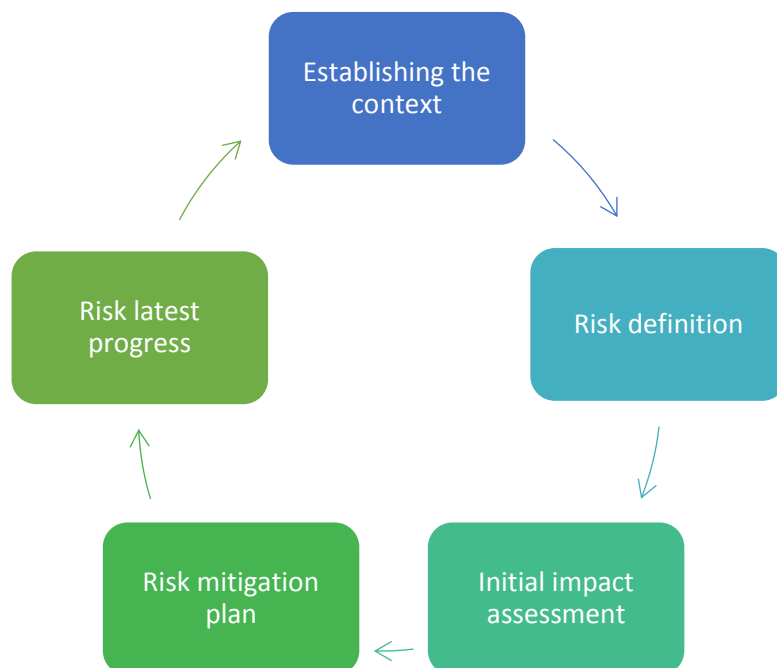 Establishing the
context
Risk definition
Initial impact
assessment
Risk mitigation
plan
Risk latest
progress